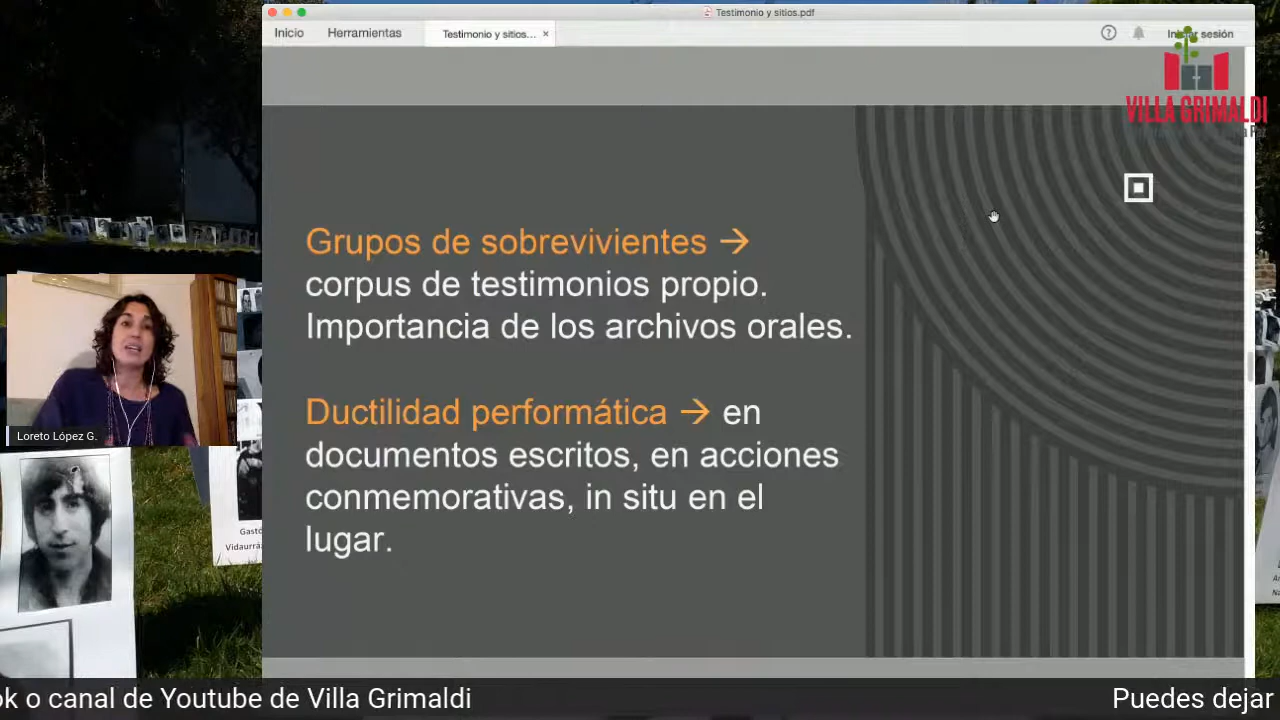 Testimonio y sitios.pdf
Inicio
Herramientas
Testimonio y sitios...
sesión
VILLA GRIMALDI
Grupos de sobrevivientes →
corpus de testimonios propio.
Importancia de los archivos orales.
Ductilidad performática → en
documentos escritos, en acciones
conmemorativas, in situ en el
lugar.
Loreto López G.
ok o canal de Youtube de Villa Grimaldi
Puedes dejar